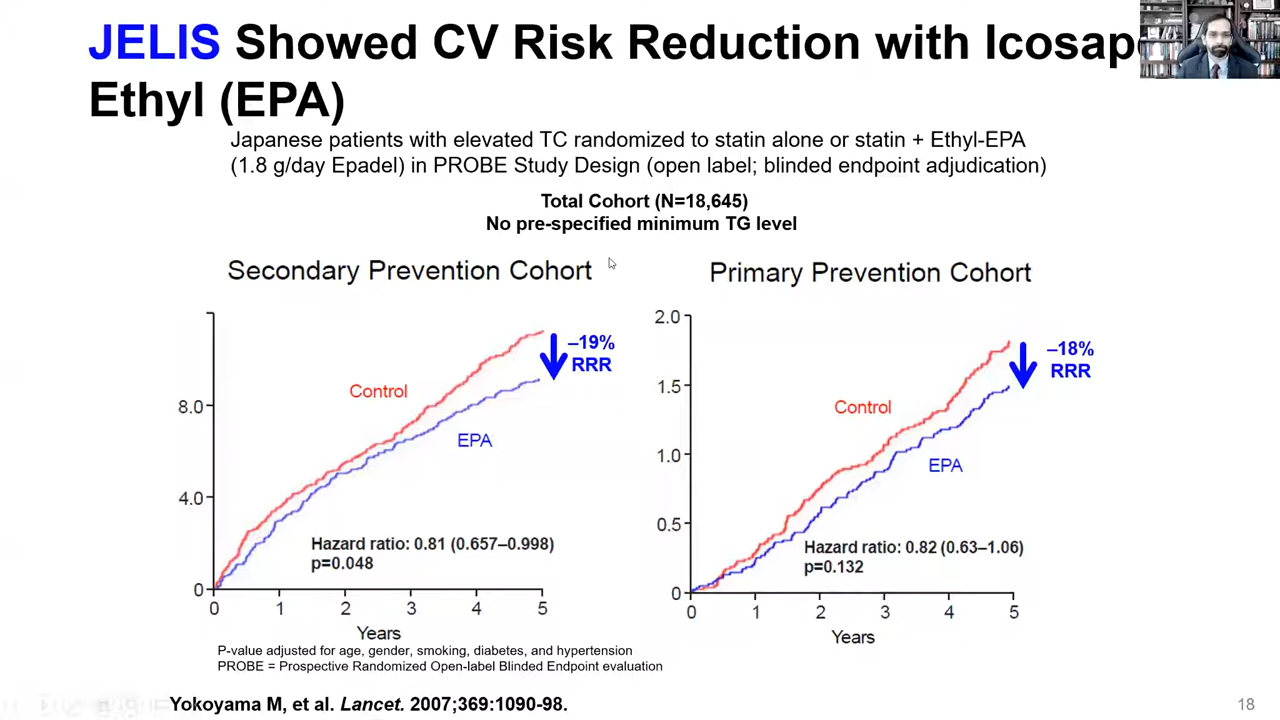 JELIS Showed CV Risk Reduction with Icosap
Ethyl (EPA)
Japanese patients with elevated TC randomized to statin alone or statin + Ethyl-EPA
(1.8 g/day Epadel) in PROBE Study Design (open label; blinded endpoint adjudication)
Total Cohort (N=18,645)
No pre-specified minimum TG level
Secondary Prevention Cohort
–19%
RRR
Control
8.0
EPA
4.0
Hazard ratio: 0.81 (0.657–0.998)
p=0.048
0
0 1 2 3 4 5
Years
Primary Prevention Cohort
2.0
–18%
RRR
1.5
Control
1.0
EPA
0.5
Hazard ratio: 0.82 (0.63–1.06)
p=0.132
0
0 1 2 3 4 5
Years
P-value adjusted for age, gender, smoking, diabetes, and hypertension
PROBE = Prospective Randomized Open-label Blinded Endpoint evaluation
Yokoyama M, et al. Lancet. 2007;369:1090-98.
18